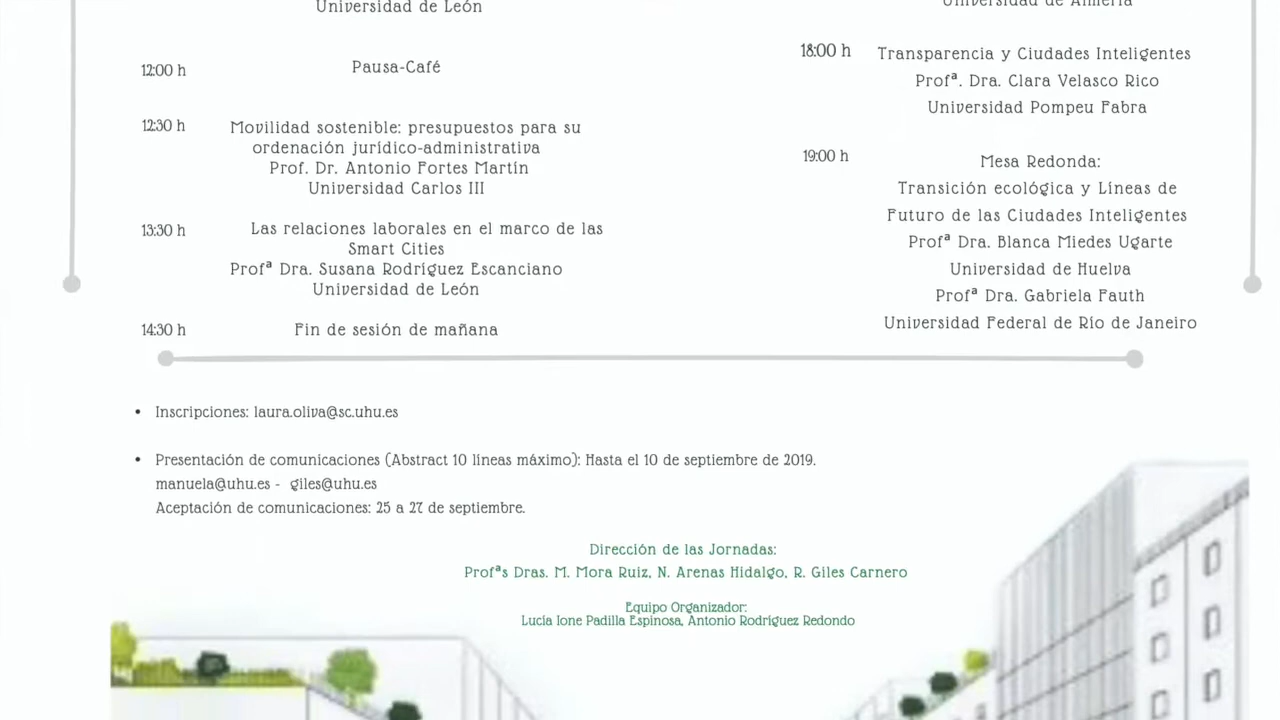 Universidad de León
12:00 h
Pausa-Café
12:30 h
Movilidad sostenible: presupuestos para su
ordenación jurídico-administrativa
Prof. Dr. Antonio Fortes Martín
Universidad Carlos III
13:30 h
Las relaciones laborales en el marco de las
Smart Cities
Profª Dra. Susana Rodríguez Escanciano
Universidad de León
14:30 h
Fin de sesión de mañana
Universidad de Almería
18:00 h
Transparencia y Ciudades Inteligentes
Profª. Dra. Clara Velasco Rico
Universidad Pompeu Fabra
19:00 h
Mesa Redonda:
Transición ecológica y Líneas de
Futuro de las Ciudades Inteligentes
Profª Dra. Blanca Miedes Ugarte
Universidad de Huelva
Profª Dra. Gabriela Fauth
Universidad Federal de Río de Janeiro
• Inscripciones: laura.oliva@sc.uhu.es
• Presentación de comunicaciones (Abstract 10 líneas máximo): Hasta el 10 de septiembre de 2019.
manuela@uhu.es - giles@uhu.es
Aceptación de comunicaciones: 25 a 27 de septiembre.
Dirección de las Jornadas:
Profªs Dras. M. Mora Ruiz, N. Arenas Hidalgo, R. Giles Carnero
Equipo Organizador:
Lucía Ione Padilla Espinosa, Antonio Rodríguez Redondo